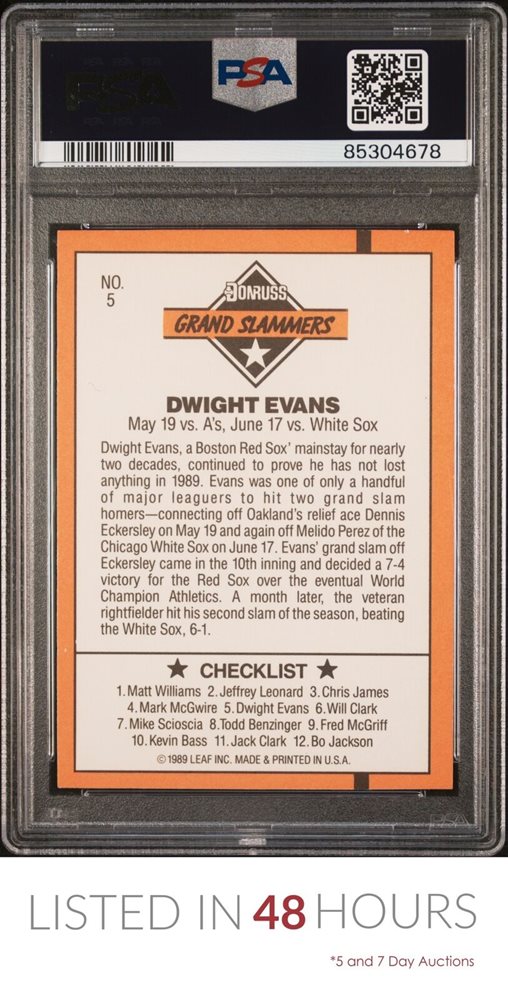 PSA
85304678
NO.
5
DONRUSS
GRAND SLAMMERS
DWIGHT EVANS
May 19 vs. A's, June 17 vs. White Sox
Dwight Evans, a Boston Red Sox' mainstay for nearly
two decades, continued to prove he has not lost
anything in 1989. Evans was one of only a handful
of major leaguers to hit two grand slam
homers—connecting off Oakland's relief ace Dennis
Eckersley on May 19 and again off Melido Perez of the
Chicago White Sox on June 17. Evans' grand slam off
Eckersley came in the 10th inning and decided a 7-4
victory for the Red Sox over the eventual World
Champion Athletics. A month later, the veteran
rightfielder hit his second slam of the season, beating
the White Sox, 6-1.
★ CHECKLIST ★
1. Matt Williams 2. Jeffrey Leonard 3. Chris James
4. Mark McGwire 5. Dwight Evans 6. Will Clark
7. Mike Scioscia 8. Todd Benzinger 9. Fred McGriff
10. Kevin Bass 11. Jack Clark 12. Bo Jackson
© 1989 LEAF INC. MADE & PRINTED IN U.S.A.
PSA
LISTED IN 48 HOURS
*5 and 7 Day Auctions